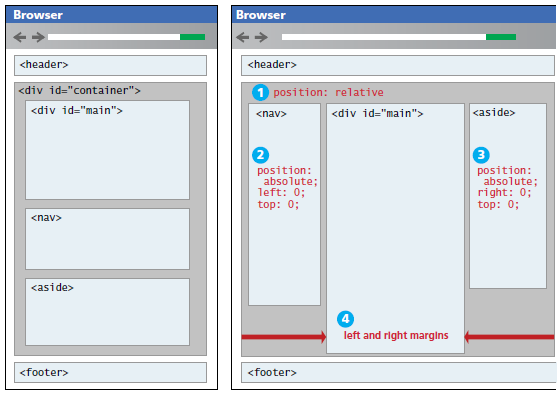 Browser
<header>
<div id="container">
<div id="main">
<nav>
<aside>
<footer>
Browser
<header>
1 position: relative
<nav>
2
position:
absolute;
left: 0;
top: 0;
<div id="main">
4
left and right margins
<aside>
3
position:
absolute;
right: 0;
top: 0;
<footer>